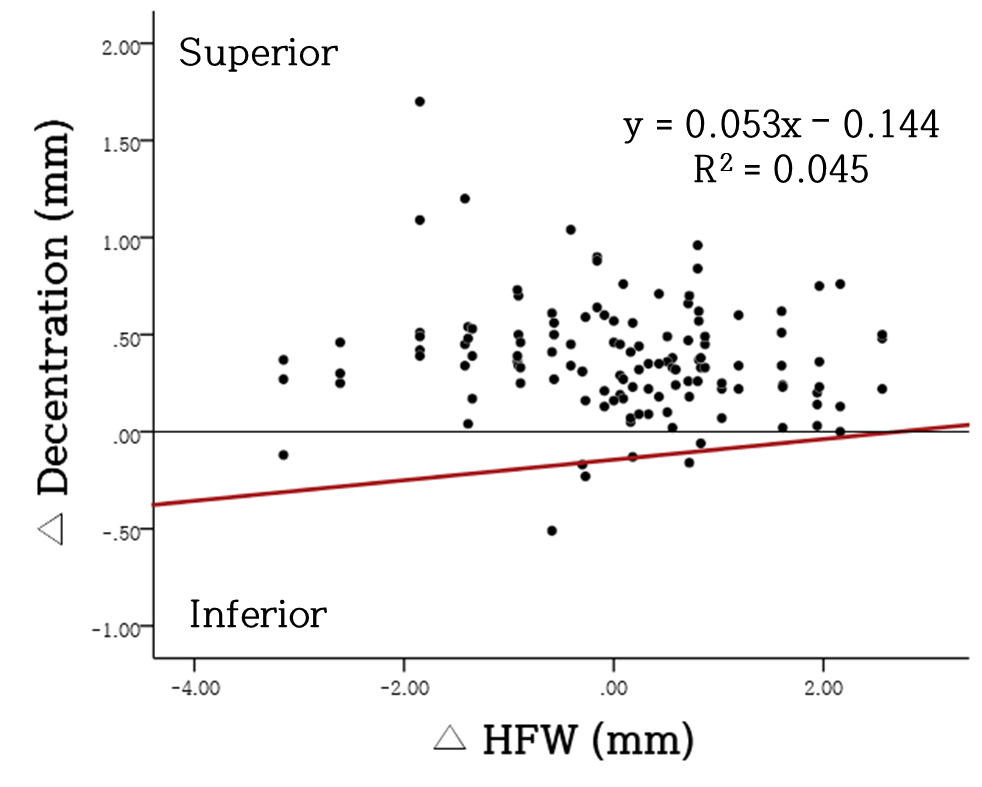 2.00
Superior
1.50
y = 0.053x − 0.144
R² = 0.045
1.00
.50
.00
-.50
-1.00
Inferior
△ Decentration (mm)
-4.00 -2.00 .00 2.00
△ HFW (mm)